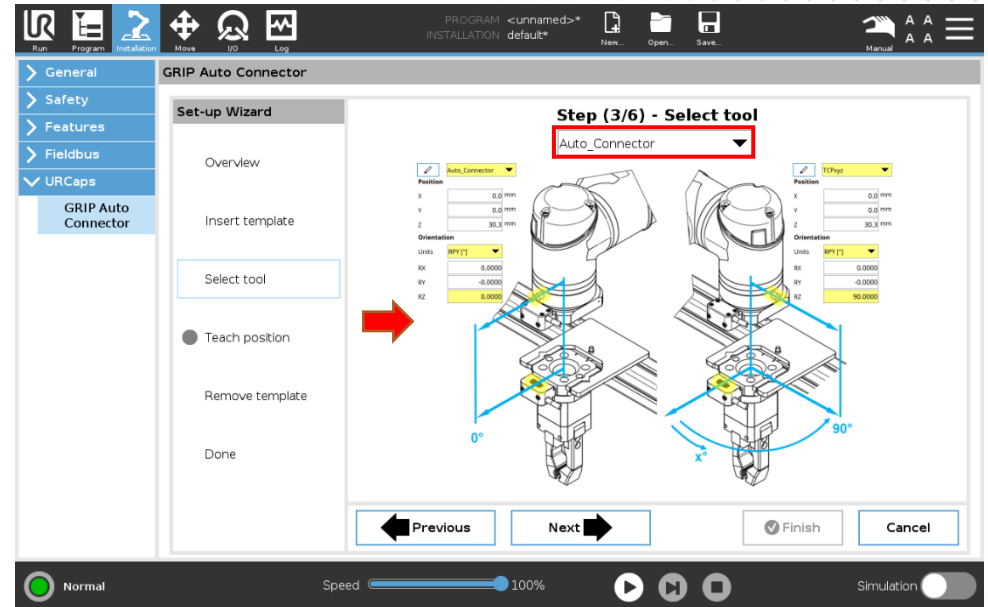 UR
PROGRAM <unnamed>*
INSTALLATION default*
Run Program Installation Move I/O Log New... Open... Save... Manual
A A
A A
General
GRIP Auto Connector
Safety
Features
Fieldbus
URCaps
GRIP Auto
Connector
Set-up Wizard
Overview
Insert template
Select tool
Teach position
Remove template
Done
Step (3/6) - Select tool
Auto_Connector
Auto_Connector
Position
X 0.0 mm
Y 0.0 mm
Z 30.3 mm
Orientation
Units RPY [°]
RX 0.0000
RY -0.0000
RZ 0.0000
0°
TCPxyz
Position
X 0.0 mm
Y 0.0 mm
Z 30.3 mm
Orientation
Units RPY [°]
RX 0.0000
RY -0.0000
RZ 90.0000
90°
x°
Previous
Next
Finish
Cancel
Normal
Speed 100%
Simulation